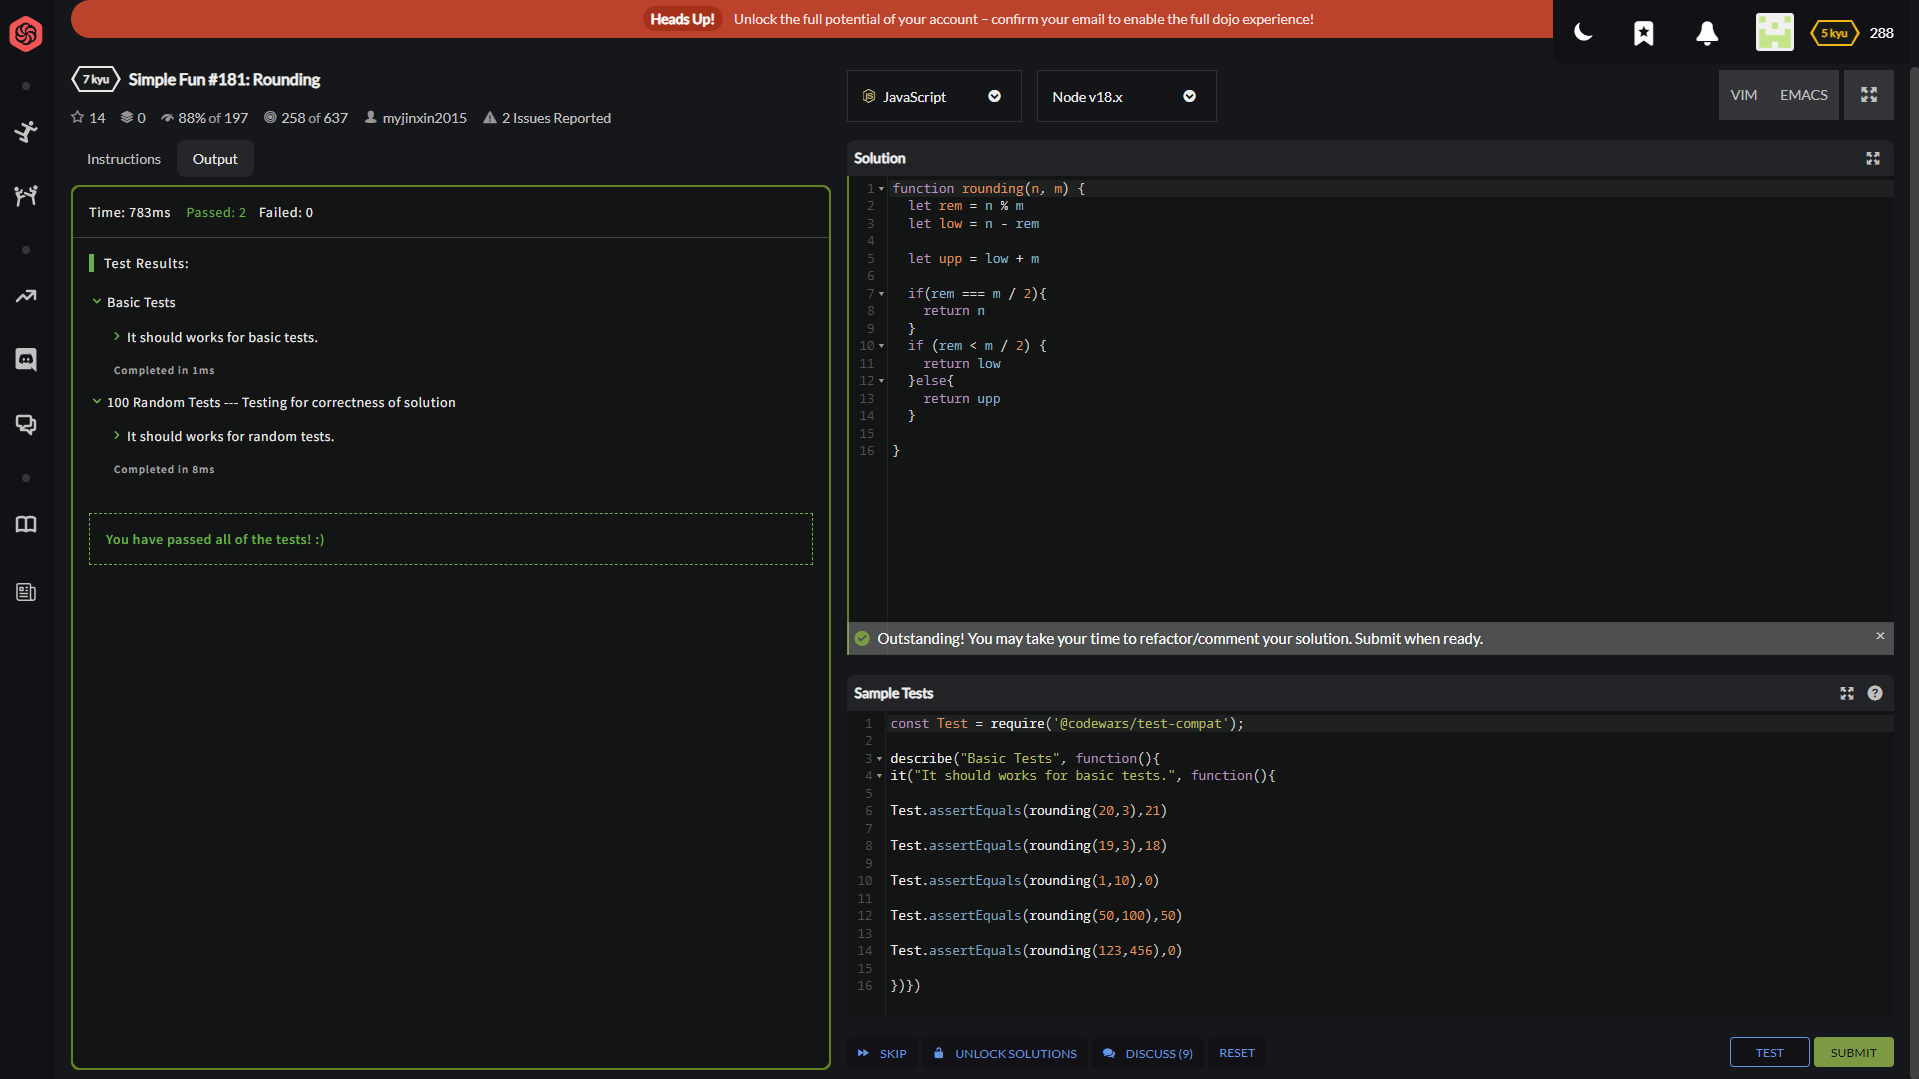 Heads Up! Unlock the full potential of your account – confirm your email to enable the full dojo experience!
5 kyu 288
7 kyu Simple Fun #181: Rounding
14 0 88% of 197 258 of 637 myjinxin2015 2 Issues Reported
Instructions Output
Time: 783ms Passed: 2 Failed: 0
Test Results:
Basic Tests
It should works for basic tests.
Completed in 1ms
100 Random Tests --- Testing for correctness of solution
It should works for random tests.
Completed in 8ms
You have passed all of the tests! :)
JavaScript Node v18.x VIM EMACS
Solution
1 function rounding(n, m) {
2 let rem = n % m
3 let low = n - rem
4
5 let upp = low + m
6
7 if(rem === m / 2){
8 return n
9 }
10 if (rem < m / 2) {
11 return low
12 }else{
13 return upp
14 }
15
16 }
Outstanding! You may take your time to refactor/comment your solution. Submit when ready. ×
Sample Tests
1 const Test = require('@codewars/test-compat');
2
3 describe("Basic Tests", function(){
4 it("It should works for basic tests.", function(){
5
6 Test.assertEquals(rounding(20,3),21)
7
8 Test.assertEquals(rounding(19,3),18)
9
10 Test.assertEquals(rounding(1,10),0)
11
12 Test.assertEquals(rounding(50,100),50)
13
14 Test.assertEquals(rounding(123,456),0)
15
16 })})
SKIP UNLOCK SOLUTIONS DISCUSS (9) RESET TEST SUBMIT